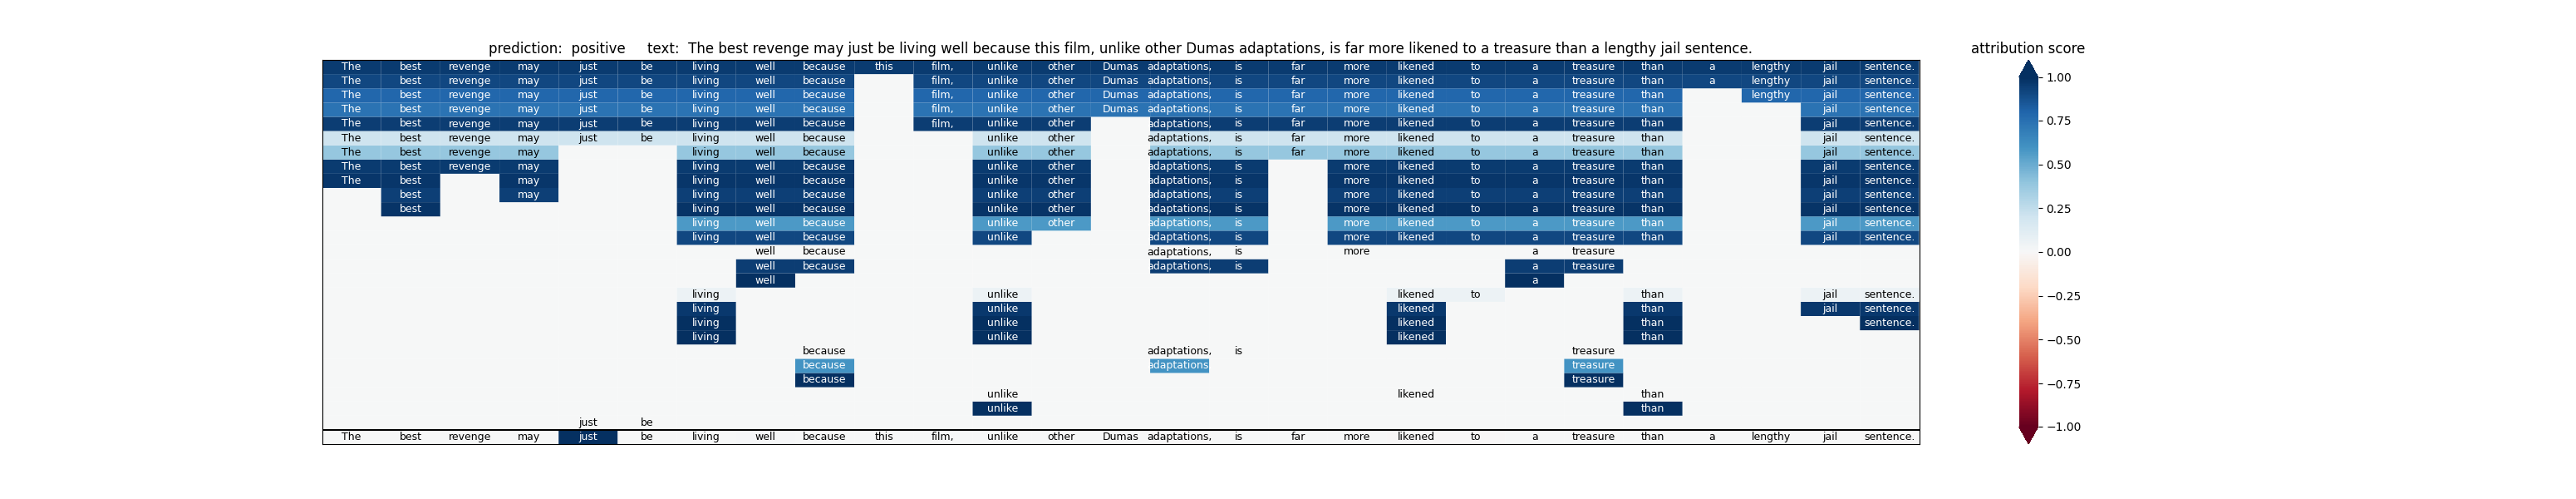 prediction: positive text: The best revenge may just be living well because this film, unlike other Dumas adaptations, is far more likened to a treasure than a lengthy jail sentence. attribution score
The best revenge may just be living well because this film, unlike other Dumas adaptations, is far more likened to a treasure than a lengthy jail sentence.
The best revenge may just be living well because film, unlike other Dumas adaptations, is far more likened to a treasure than a lengthy jail sentence.
The best revenge may just be living well because film, unlike other Dumas adaptations, is far more likened to a treasure than lengthy jail sentence.
The best revenge may just be living well because film, unlike other Dumas adaptations, is far more likened to a treasure than jail sentence.
The best revenge may just be living well because film, unlike other adaptations, is far more likened to a treasure than jail sentence.
The best revenge may just be living well because unlike other adaptations, is far more likened to a treasure than jail sentence.
The best revenge may living well because unlike other adaptations, is far more likened to a treasure than jail sentence.
The best revenge may living well because unlike other adaptations, is more likened to a treasure than jail sentence.
The best may living well because unlike other adaptations, is more likened to a treasure than jail sentence.
best may living well because unlike other adaptations, is more likened to a treasure than jail sentence.
best living well because unlike other adaptations, is more likened to a treasure than jail sentence.
living well because unlike other adaptations, is more likened to a treasure than jail sentence.
living well because unlike adaptations, is more likened to a treasure than jail sentence.
well because adaptations, is more a treasure
well because adaptations, is a treasure
well a
living unlike likened to than jail sentence.
living unlike likened than jail sentence.
living unlike likened than sentence.
living unlike likened than
because adaptations, is treasure
because adaptations treasure
because treasure
unlike likened than
unlike than
just be
The best revenge may just be living well because this film, unlike other Dumas adaptations, is far more likened to a treasure than a lengthy jail sentence.
1.00
0.75
0.50
0.25
0.00
−0.25
−0.50
−0.75
−1.00